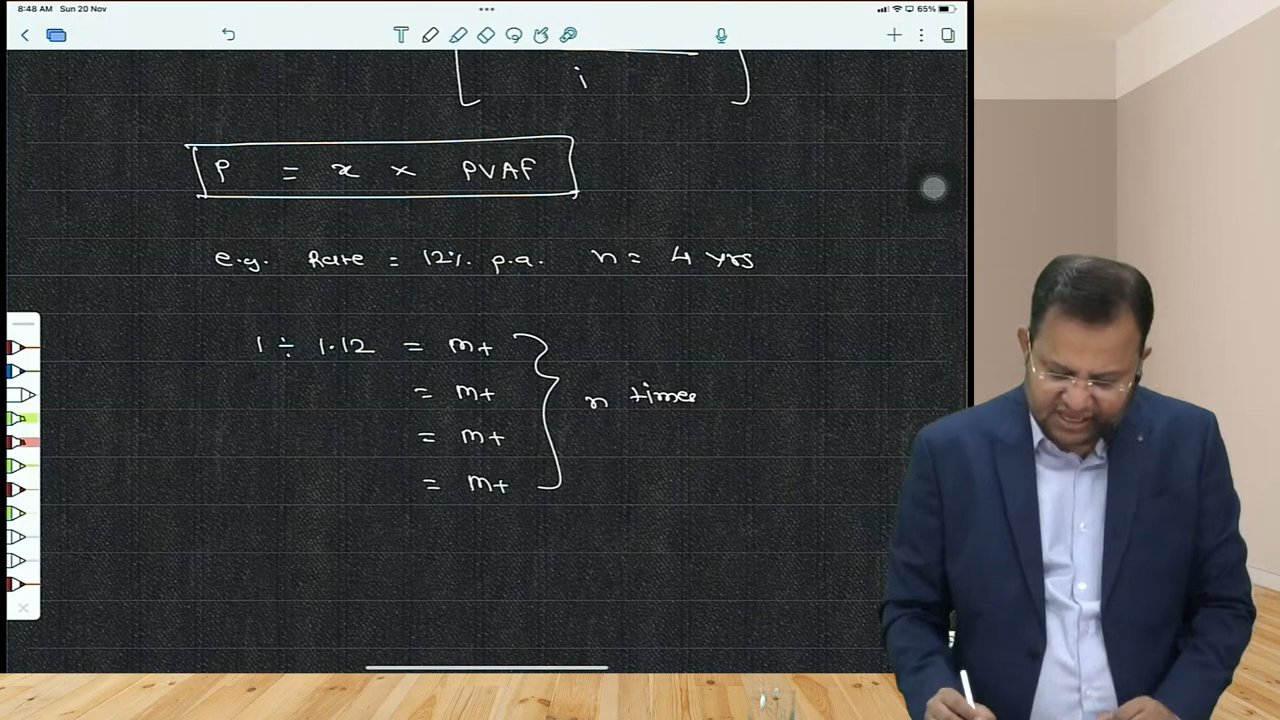 8:48 AM Sun 20 Nov
65%
i
P = x × PVAF
e.g. Rate = 12% p.a. n = 4 yrs
1 ÷ 1.12 = m+
= m+
n times
= m+
= m+